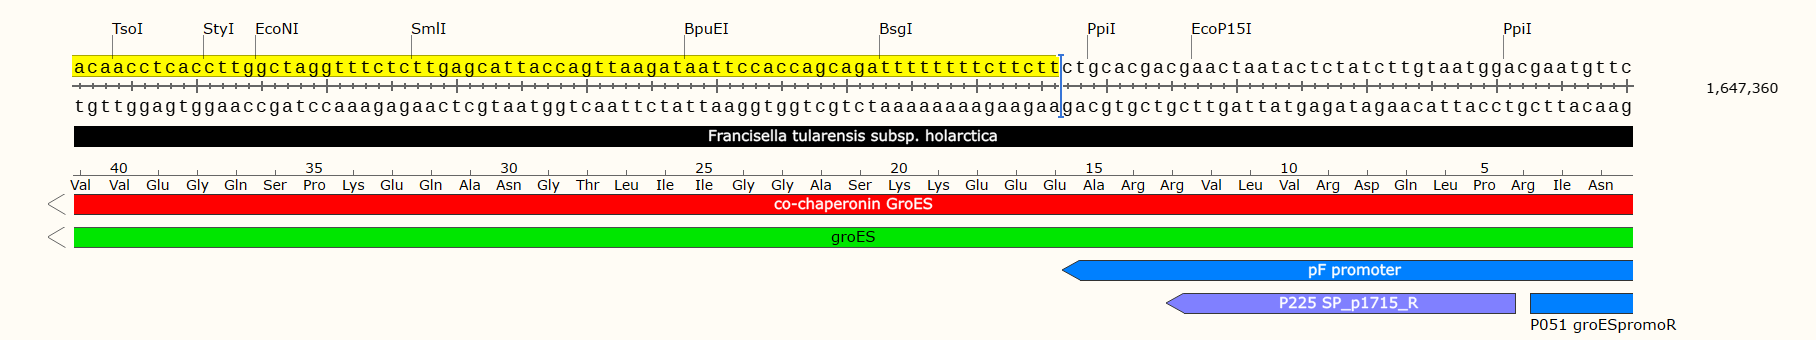 TsoI StyI EcoNI SmlI BpuEI BsgI PpiI EcoP15I PpiI
acaacctcaccttggctaggtttctcttgagcattaccagttaagataattccaccagcagattttttttcttcttctgcacgacgaactaatactctatcttgtaatggacgaatgttc
1,647,360
tgttggagtggaaccgatccaaagagaactcgtaatggtcaattctattaaggtggtcgtctaaaaaaaagaagaagacgtgctgcttgattatgagatagaacattacctgcttacaag
Francisella tularensis subsp. holarctica
40 35 30 25 20 15 10 5
Val Val Glu Gly Gln Ser Pro Lys Glu Gln Ala Asn Gly Thr Leu Ile Ile Gly Gly Ala Ser Lys Lys Glu Glu Glu Ala Arg Arg Val Leu Val Arg Asp Gln Leu Pro Arg Ile Asn
co-chaperonin GroES
groES
pF promoter
P225 SP_p1715_R
P051 groESpromoR